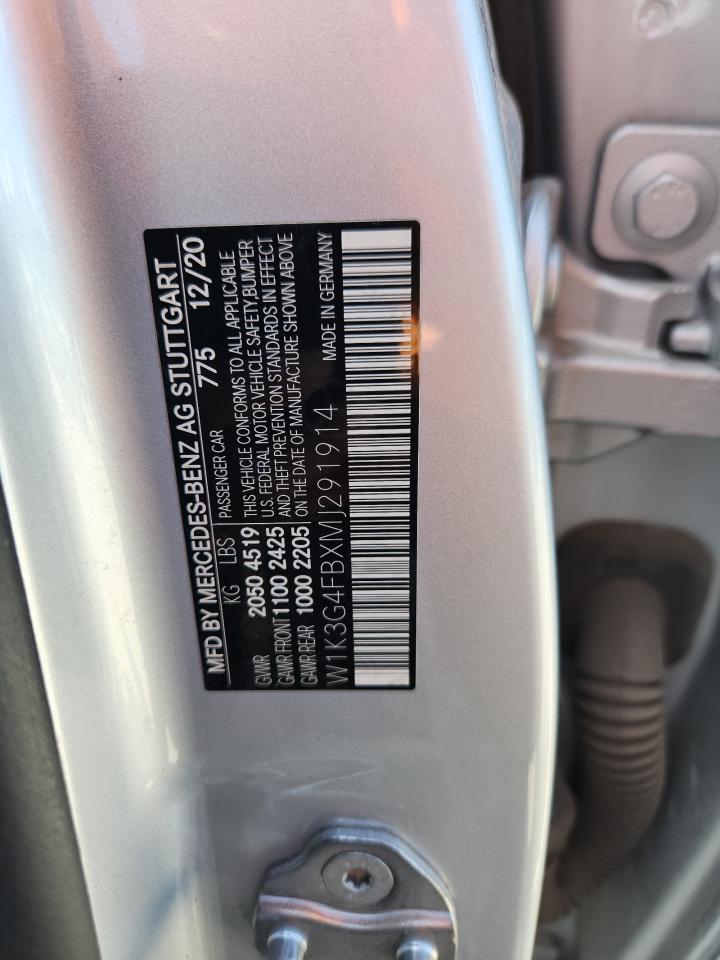 MFD BY MERCEDES-BENZ AG STUTTGART
KG LBS PASSENGER CAR 775 12/20
GVWR 2050 4519 THIS VEHICLE CONFORMS TO ALL APPLICABLE
U.S. FEDERAL MOTOR VEHICLE SAFETY,BUMPER
GAWR FRONT 1100 2425 AND THEFT PREVENTION STANDARDS IN EFFECT
GAWR REAR 1000 2205 ON THE DATE OF MANUFACTURE SHOWN ABOVE
W1K3G4FBXMJ291914 MADE IN GERMANY